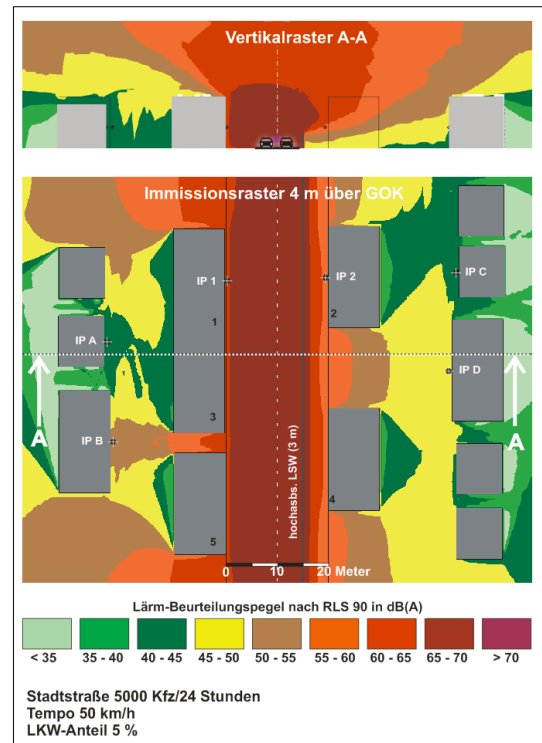 Vertikalraster A-A
Immissionsraster 4 m über GOK
IP 1
IP 2
IP C
1
2
IP A
IP D
A
A
3
IP B
hochasbs. LSW (3 m)
4
5
0 10 20 Meter
Lärm-Beurteilungspegel nach RLS 90 in dB(A)
< 35 35 - 40 40 - 45 45 - 50 50 - 55 55 - 60 60 - 65 65 - 70 > 70
Stadtstraße 5000 Kfz/24 Stunden
Tempo 50 km/h
LKW-Anteil 5 %